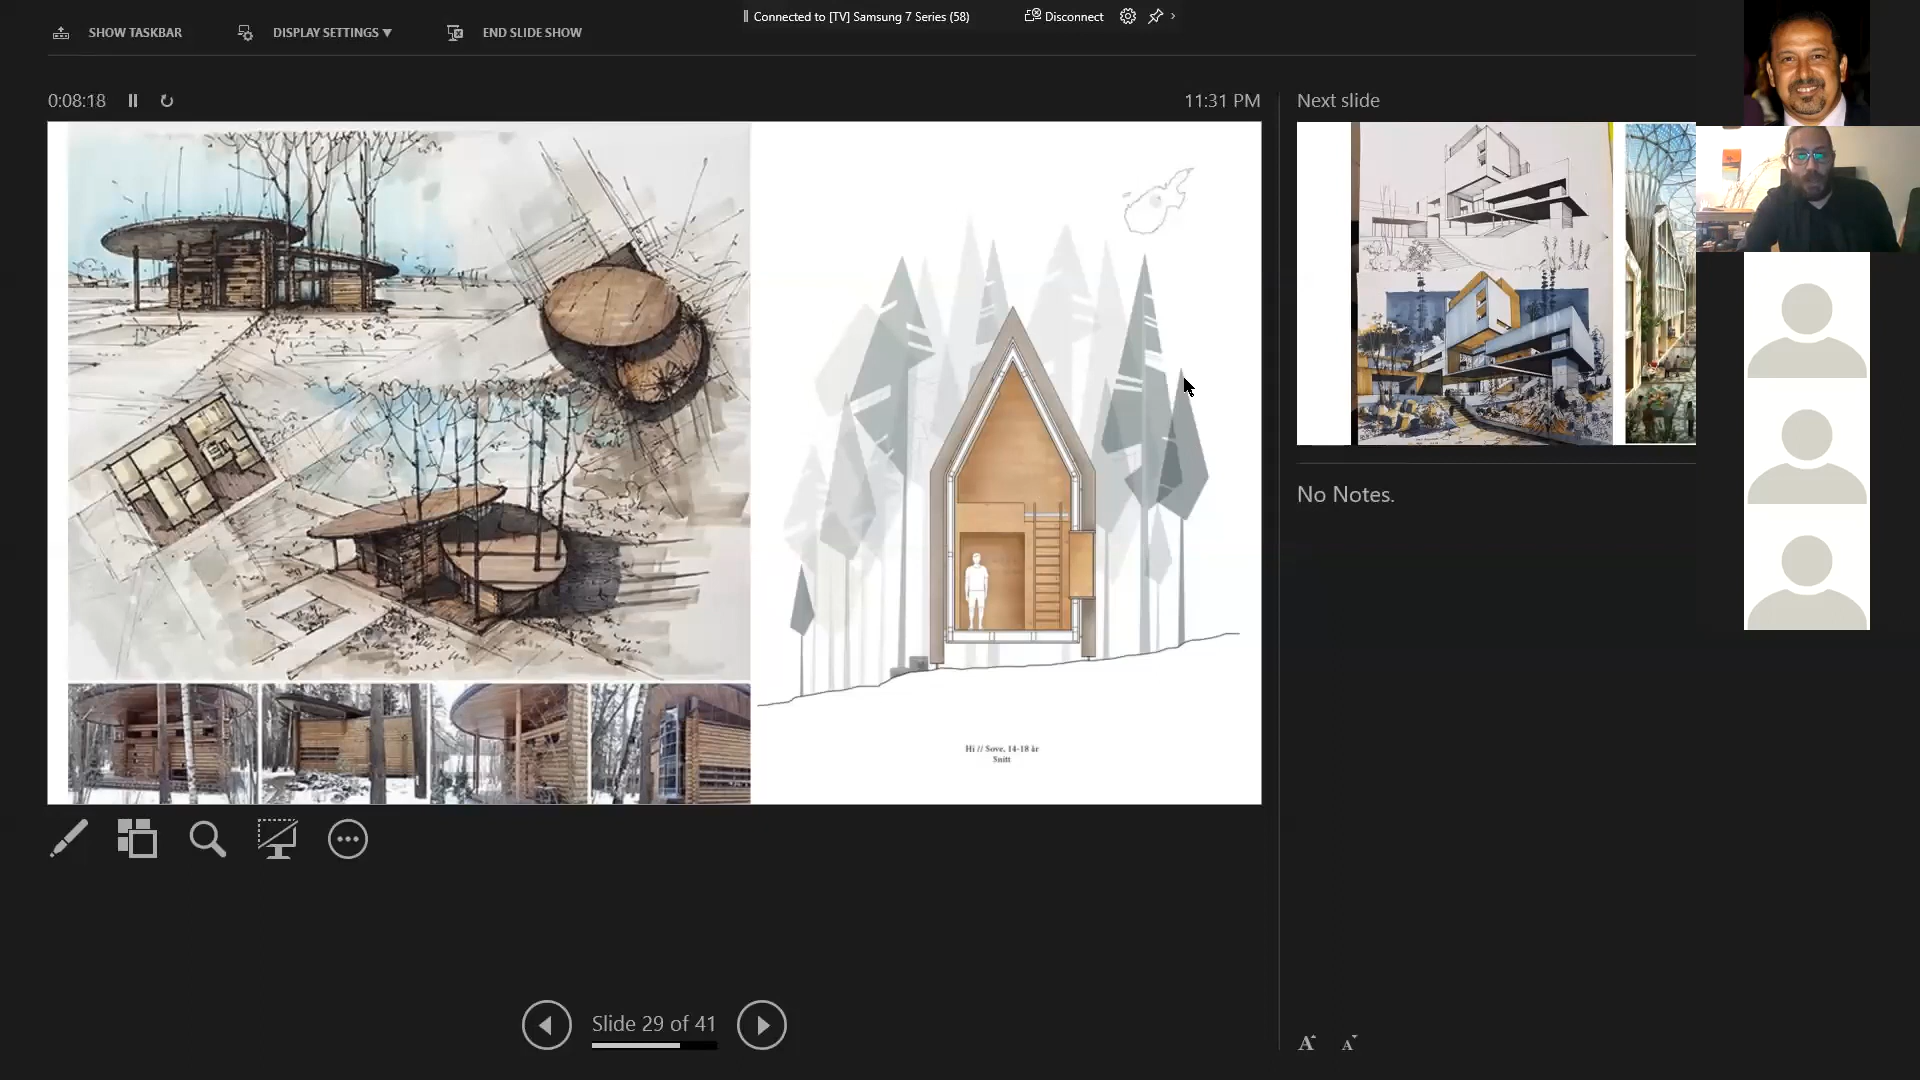 Connected to [TV] Samsung 7 Series (58)
Disconnect
SHOW TASKBAR
DISPLAY SETTINGS ▼
END SLIDE SHOW
0:08:18
11:31 PM
Next slide
No Notes.
Hi // Sove, 14-18 år
Snitt
Slide 29 of 41
A A